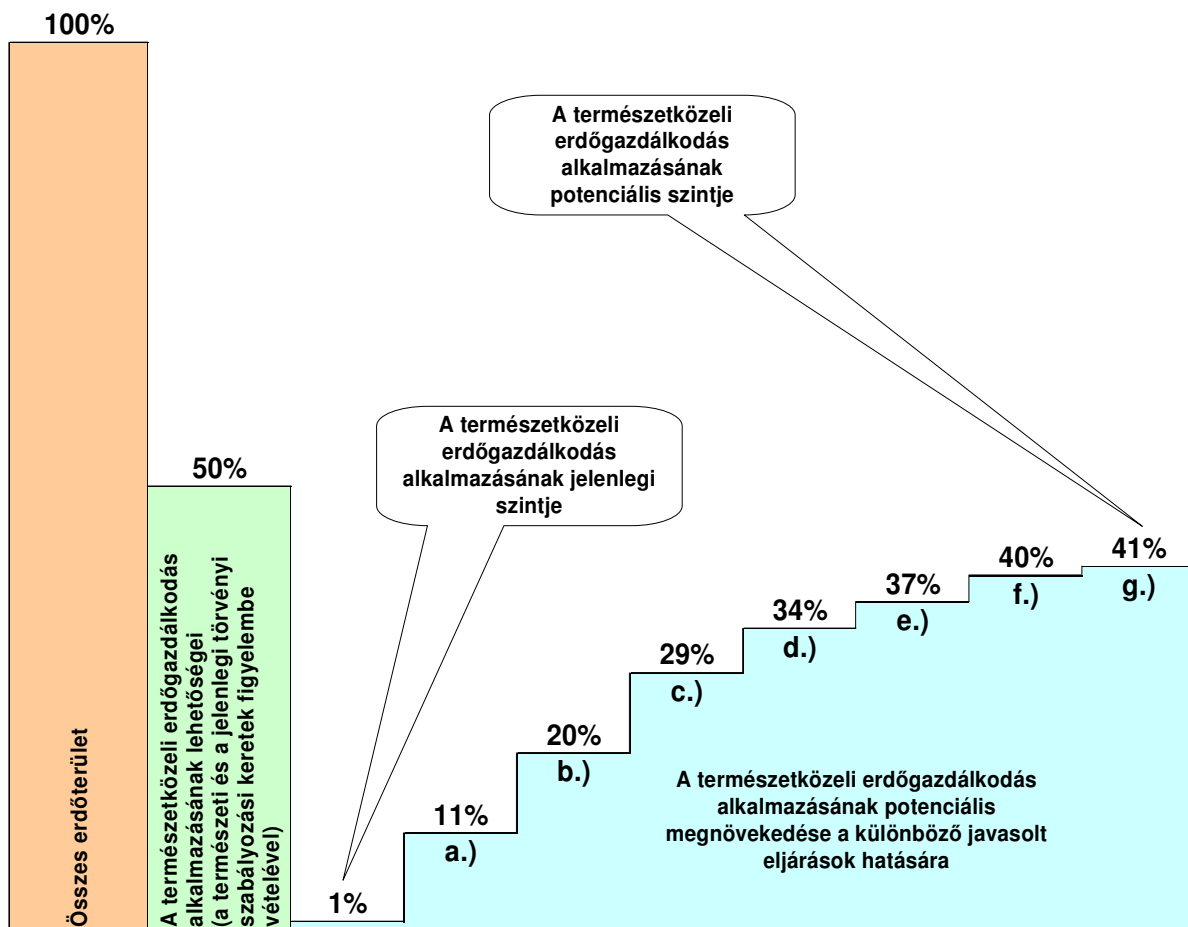 100%
A természetközeli
erdőgazdálkodás
alkalmazásának
potenciális szintje
A természetközeli
erdőgazdálkodás
alkalmazásának jelenlegi
szintje
50%
41%
g.)
40%
f.)
37%
e.)
34%
d.)
29%
c.)
20%
b.)
11%
a.)
1%
Összes erdőterület
A természetközeli erdőgazdálkodás
alkalmazásának lehetőségei
(a természeti és a jelenlegi törvényi
szabályozási keretek figyelembe
vételével)
A természetközeli erdőgazdálkodás
alkalmazásának potenciális
megnövekedése a különböző javasolt
eljárások hatására